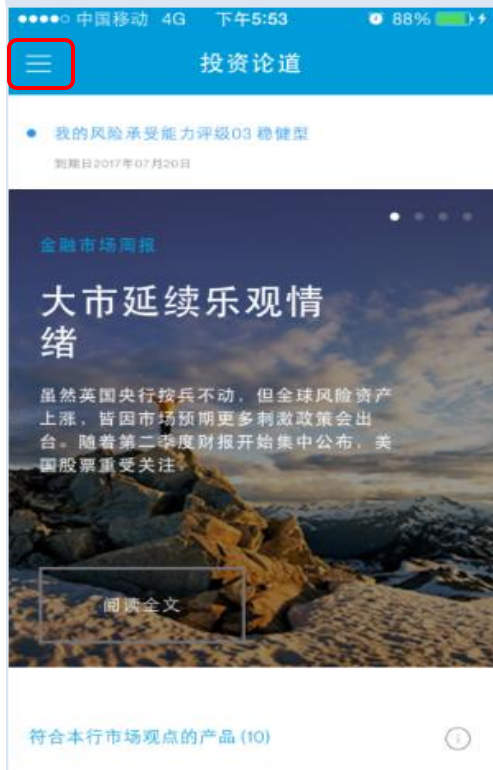 中国移动 4G 下午5:53 88%
投资论道
我的风险承受能力评级03 稳健型
到期日2017年07月20日
金融市场周报
大市延续乐观情
绪
虽然英国央行按兵不动，但全球风险资产
上涨，皆因市场预期更多刺激政策会出
台。随着第二季度财报开始集中公布，美
国股票重受关注。
阅读全文
符合本行市场观点的产品 (10)